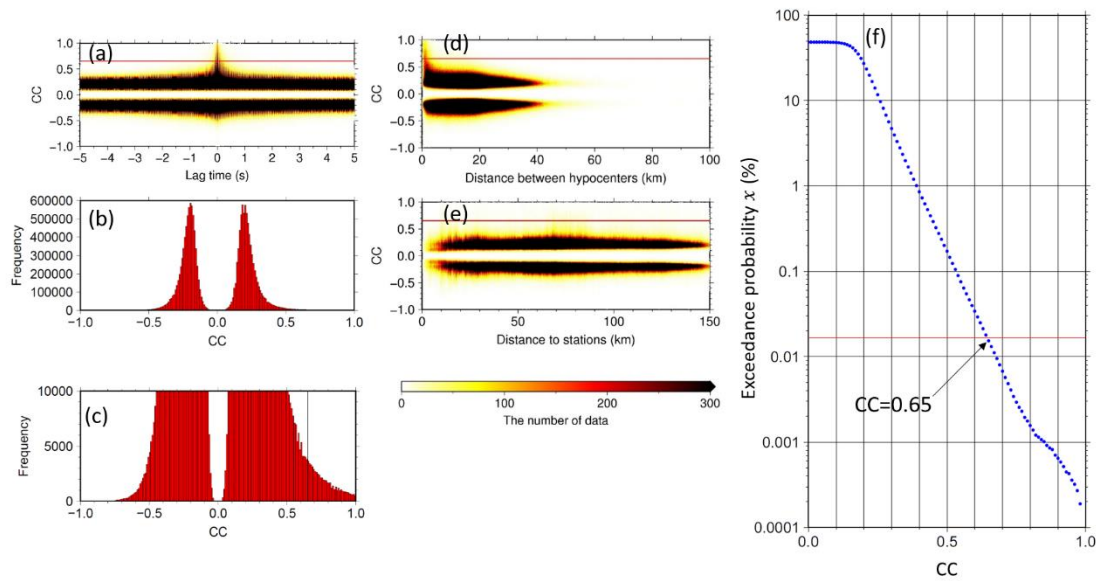 (a)
1.0
0.5
0.0
−0.5
−1.0
CC
−5 −4 −3 −2 −1 0 1 2 3 4 5
Lag time (s)
(b)
600000
500000
400000
300000
200000
100000
0
Frequency
−1.0 −0.5 0.0 0.5 1.0
CC
(c)
10000
5000
0
Frequency
−1.0 −0.5 0.0 0.5 1.0
CC
(d)
1.0
0.5
0.0
−0.5
−1.0
CC
0 20 40 60 80 100
Distance between hypocenters (km)
(e)
1.0
0.5
0.0
−0.5
−1.0
CC
0 50 100 150
Distance to stations (km)
0 100 200 300
The number of data
(f)
100
10
1
0.1
0.01
0.001
0.0001
Exceedance probability x (%)
CC=0.65
0.0 0.5 1.0
CC